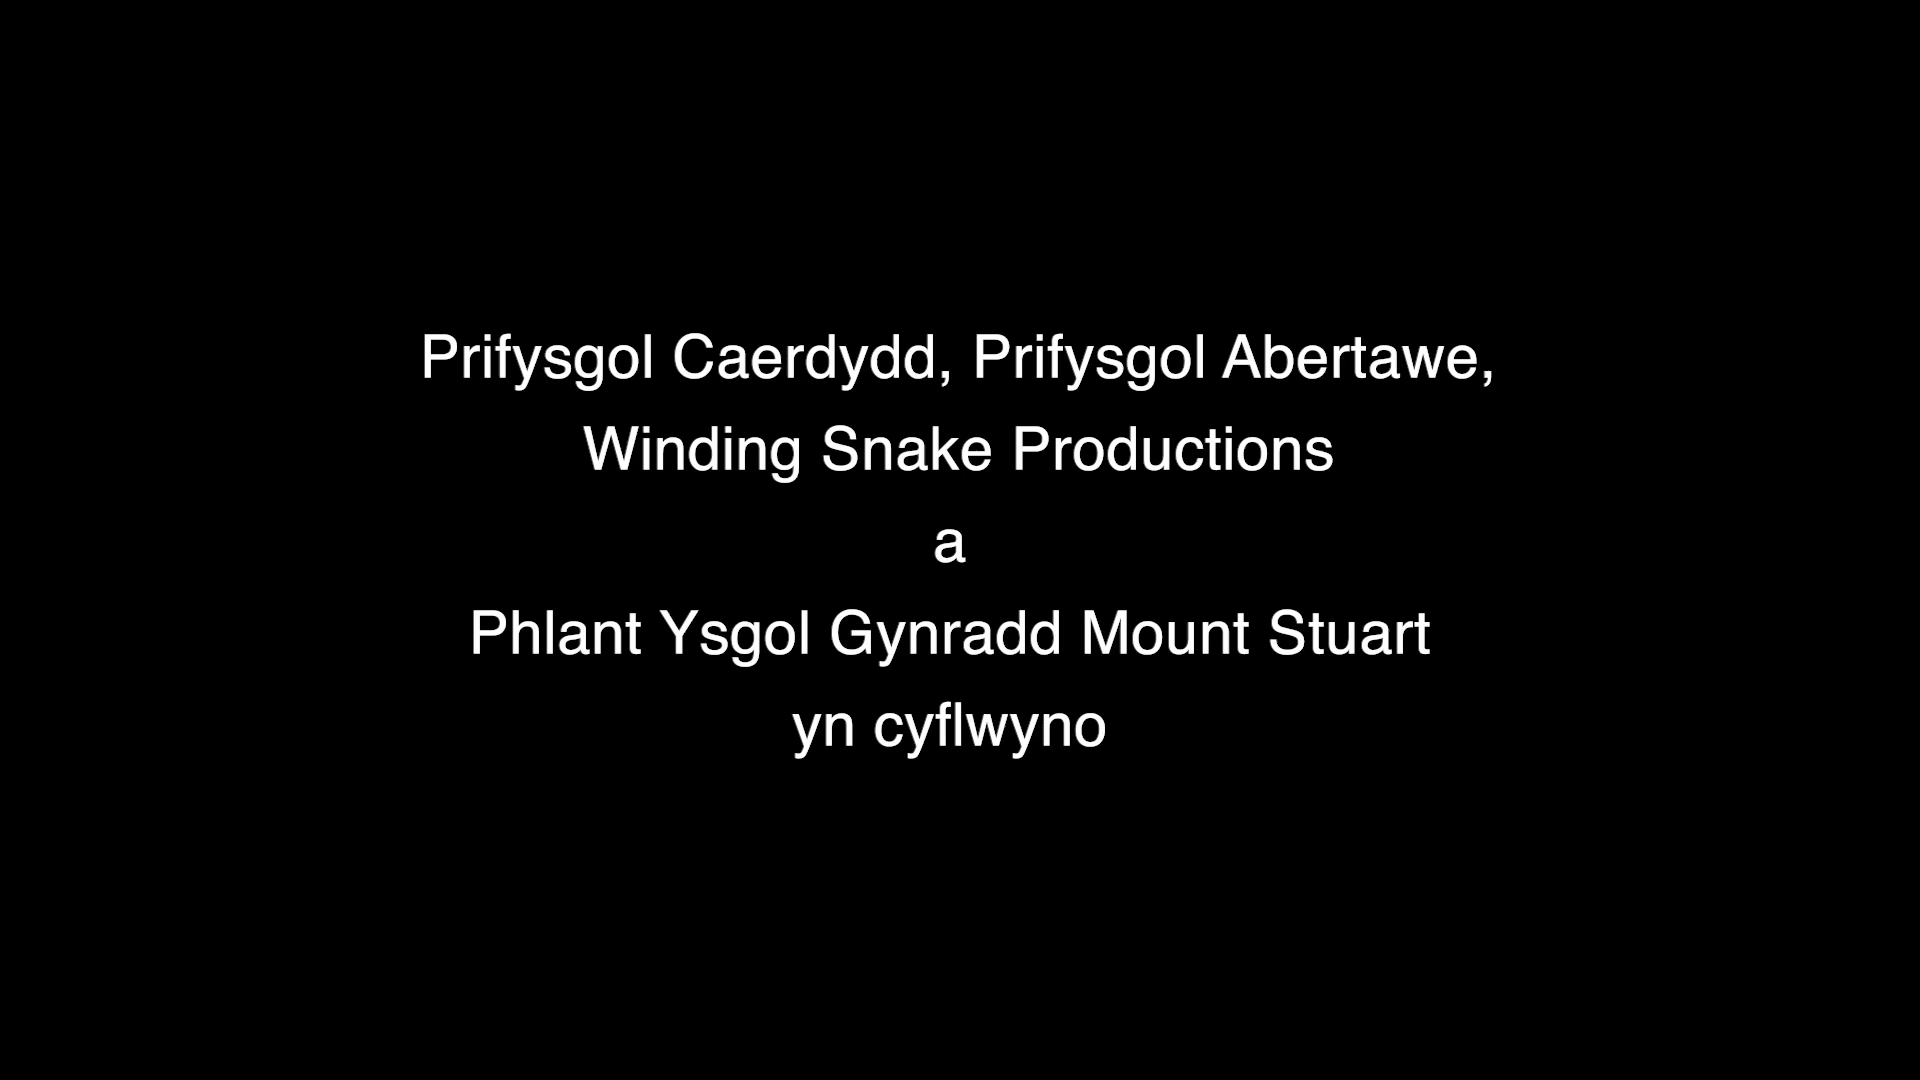 Prifysgol Caerdydd, Prifysgol Abertawe,
Winding Snake Productions
a
Phlant Ysgol Gynradd Mount Stuart
yn cyflwyno